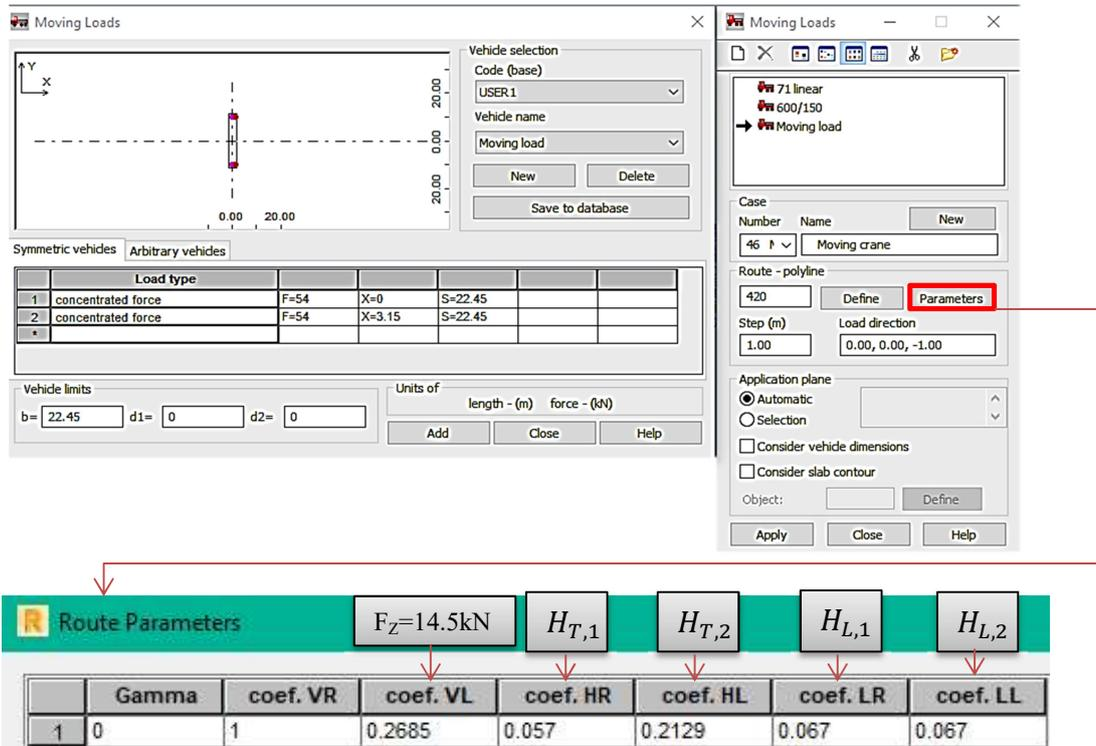 Moving Loads
Y
X
20.00
0.00
20.00
0.00 20.00
Vehicle selection
Code (base)
USER1
Vehicle name
Moving load
New Delete
Save to database
Symmetric vehicles Arbitrary vehicles
Load type
1 concentrated force F=54 X=0 S=22.45
2 concentrated force F=54 X=3.15 S=22.45
*
Vehicle limits
b= 22.45 d1= 0 d2= 0
Units of
length - (m) force - (kN)
Add Close Help
Moving Loads
71 linear
600/150
Moving load
Case
Number Name New
46 Moving crane
Route - polyline
420 Define Parameters
Step (m) Load direction
1.00 0.00, 0.00, -1.00
Application plane
Automatic
Selection
Consider vehicle dimensions
Consider slab contour
Object: Define
Apply Close Help
R Route Parameters
FZ=14.5kN HT,1 HT,2 HL,1 HL,2
Gamma coef. VR coef. VL coef. HR coef. HL coef. LR coef. LL
1 0 1 0.2685 0.057 0.2129 0.067 0.067